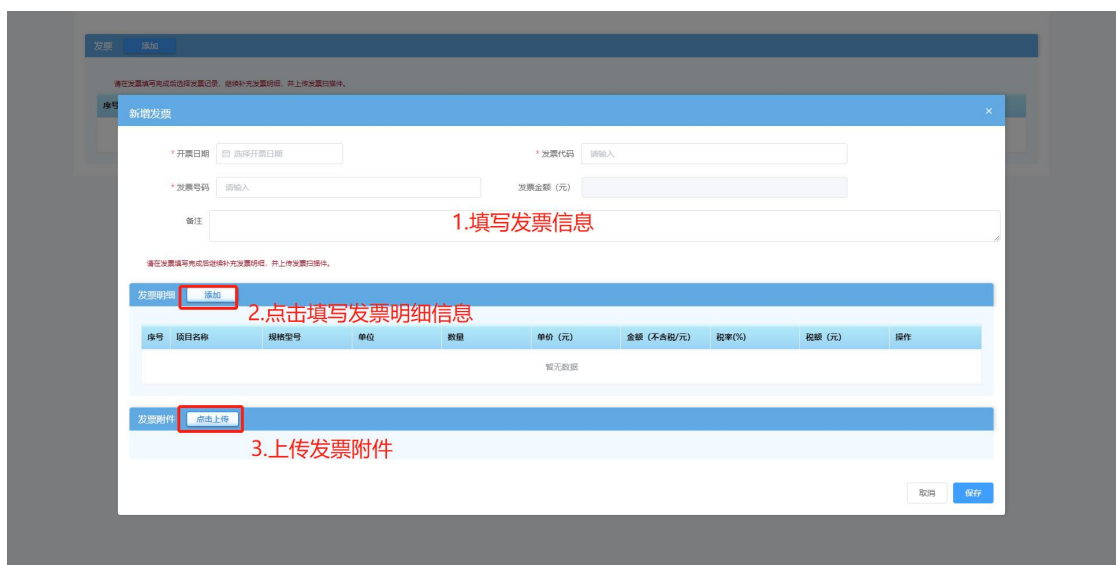 发票 添加
请在发票填写完成后选择发票记录，继续补充发票明细，并上传发票扫描件。
序号
新增发票 ×
* 开票日期 选择开票日期 * 发票代码 请输入
* 发票号码 请输入 发票金额（元）
备注
1.填写发票信息
请在发票填写完成后继续补充发票明细，并上传发票扫描件。
发票明细 添加
2.点击填写发票明细信息
序号 项目名称 规格型号 单位 数量 单价（元） 金额（不含税/元） 税率(%) 税额（元） 操作
暂无数据
发票附件 点击上传
3.上传发票附件
取消 保存